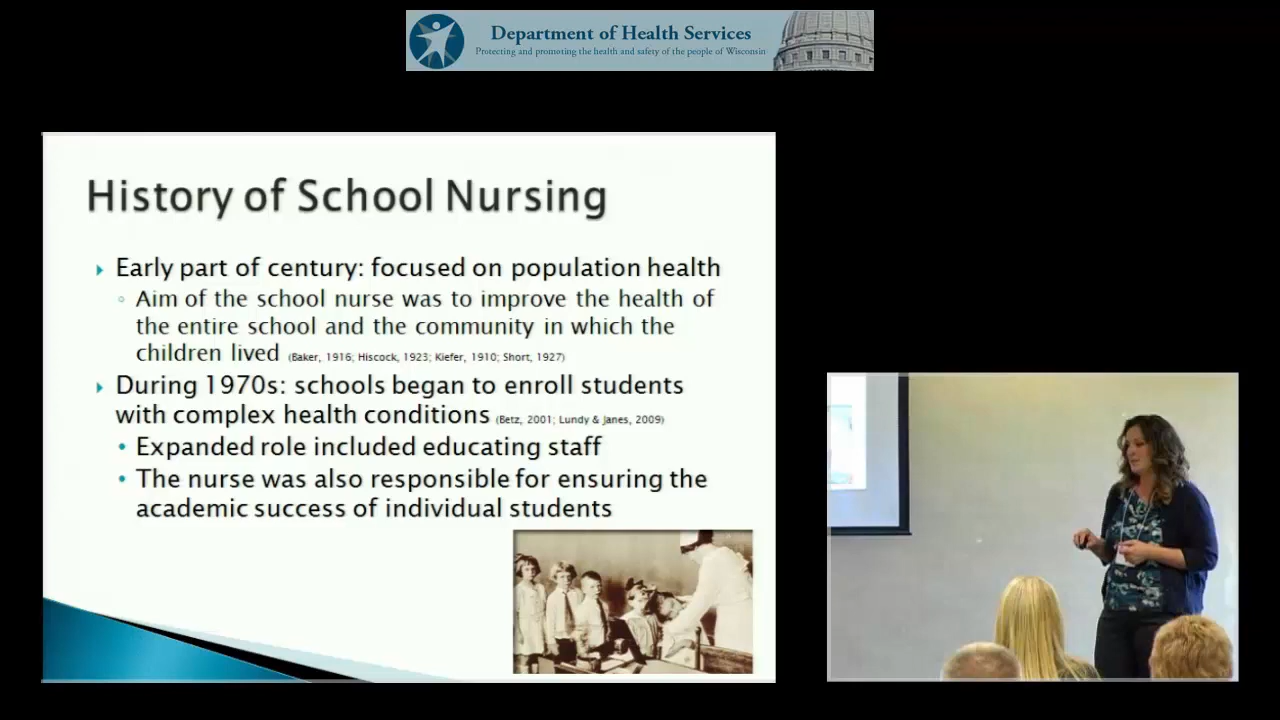 Department of Health Services
Protecting and promoting the health and safety of the people of Wisconsin
History of School Nursing
Early part of century: focused on population health
Aim of the school nurse was to improve the health of
the entire school and the community in which the
children lived (Baker, 1916; Hiscock, 1923; Kiefer, 1910; Short, 1927)
During 1970s: schools began to enroll students
with complex health conditions (Betz, 2001; Lundy & Janes, 2009)
Expanded role included educating staff
The nurse was also responsible for ensuring the
academic success of individual students